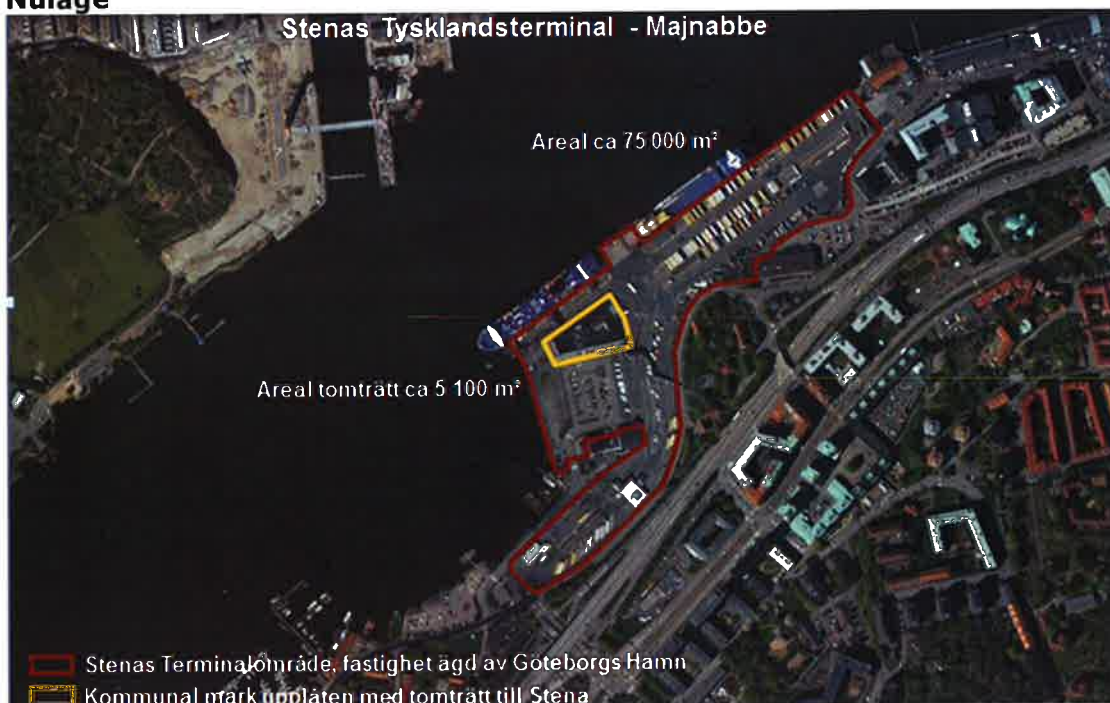 Nuläge
Stenas Tysklandsterminal - Majnabbe
Areal ca 75 000 m²
Areal tomträtt ca 5 100 m²
Stenas Terminalområde, fastighet ägd av Göteborgs Hamn
Kommunal mark upplåten med tomträtt till Stena